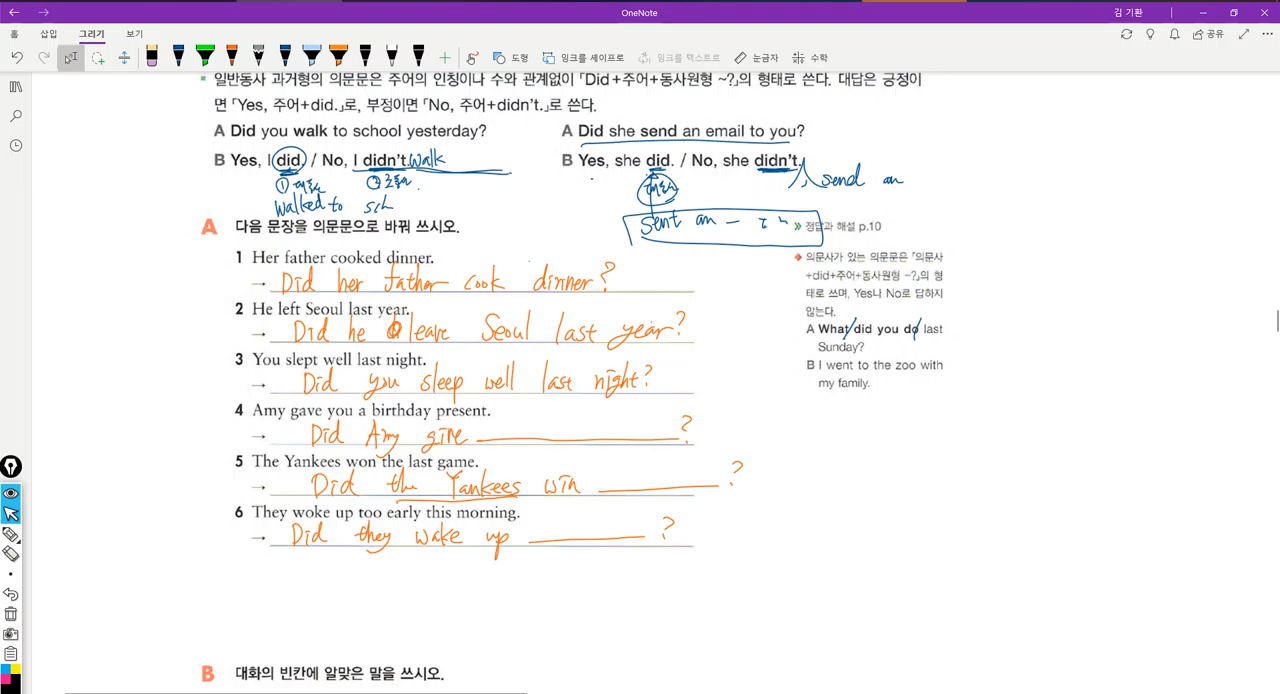 OneNote
김 기환
홈 삽입 그리기 보기
공유
도형 잉크를 셰이프로 잉크를 텍스트로 눈금자 수학
일반동사 과거형의 의문문은 주어의 인칭이나 수와 관계없이 「Did+주어+동사원형 ~?」의 형태로 쓴다. 대답은 긍정이
면 「Yes, 주어+did.」로, 부정이면 「No, 주어+didn't.」로 쓴다.
A Did you walk to school yesterday?
B Yes, I did. / No, I didn't. walk
① 대동사 ② 조동사
walked to sch
A Did she send an email to you?
B Yes, she did. / No, she didn't.
send an
대동사
sent an
정답과 해설 p.10
A 다음 문장을 의문문으로 바꿔 쓰시오.
1 Her father cooked dinner.
→ Did her father cook dinner?
2 He left Seoul last year.
→ Did he leave Seoul last year?
3 You slept well last night.
→ Did you sleep well last night?
4 Amy gave you a birthday present.
→ Did Amy give ?
5 The Yankees won the last game.
→ Did the Yankees win ?
6 They woke up too early this morning.
→ Did they wake up ?
의문사가 있는 의문문은 「의문사
+did+주어+동사원형 ~?」의 형
태로 쓰며, Yes나 No로 답하지
않는다.
A What did you do last
Sunday?
B I went to the zoo with
my family.
B 대화의 빈칸에 알맞은 말을 쓰시오.